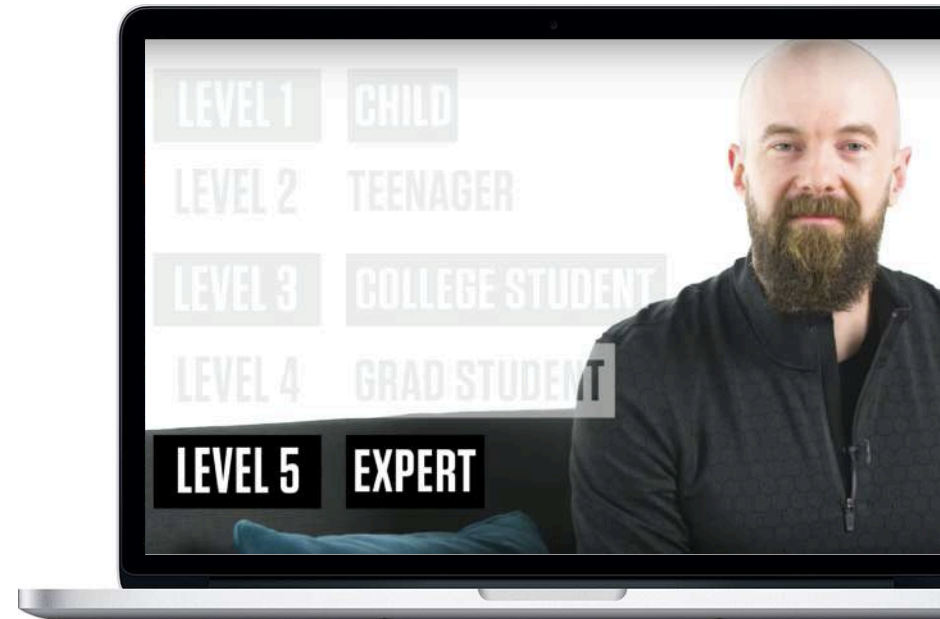 LEVEL 1 CHILD
LEVEL 2 TEENAGER
LEVEL 3 COLLEGE STUDENT
LEVEL 4 GRAD STUDENT
LEVEL 5 EXPERT